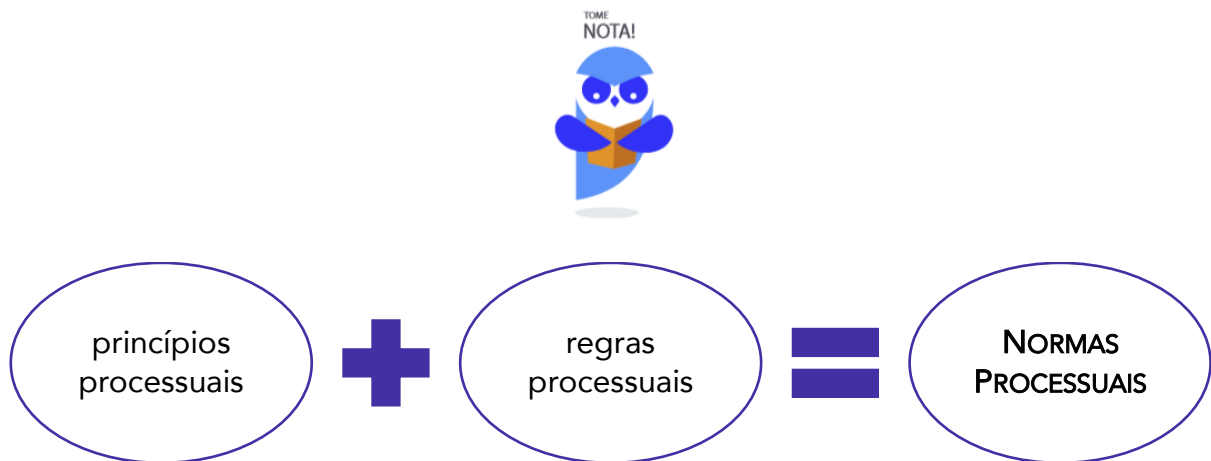 TOME
NOTA!
princípios
processuais
regras
processuais
NORMAS
PROCESSUAIS